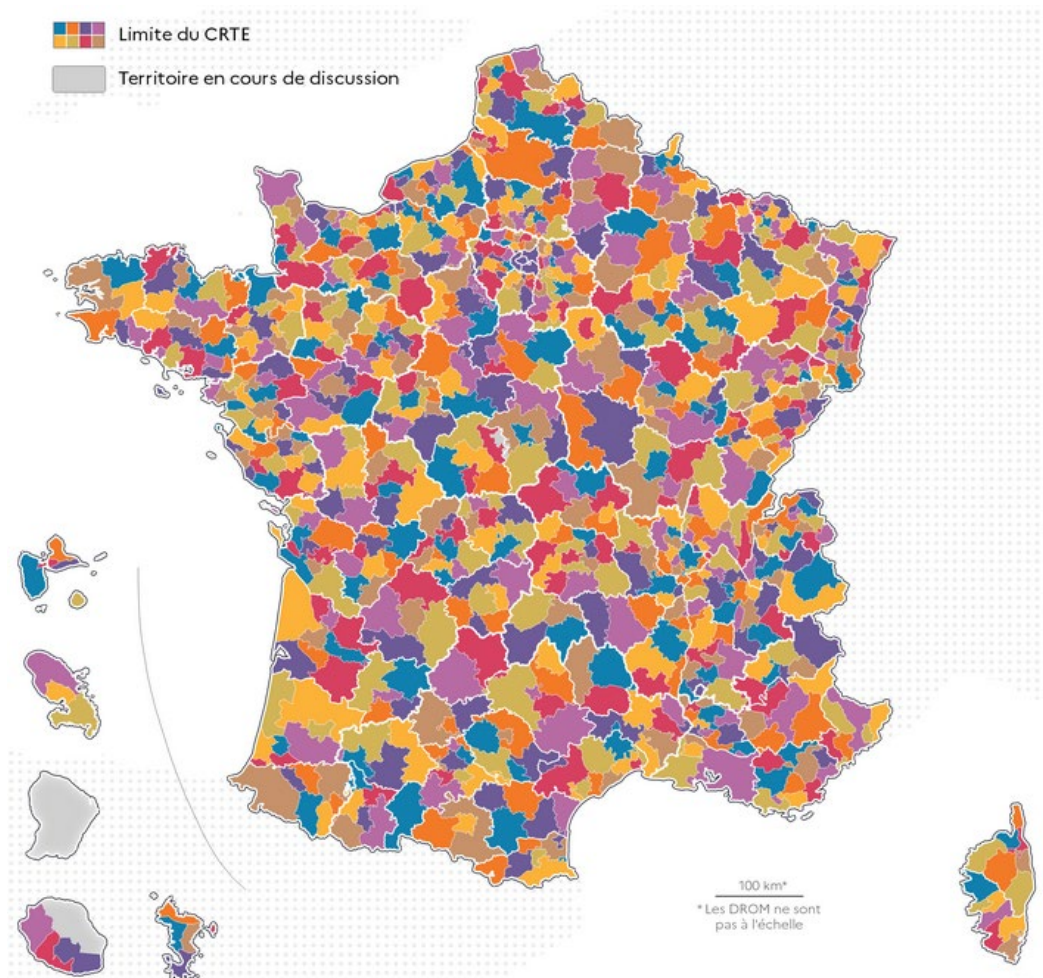 Limite du CRTE
Territoire en cours de discussion
100 km*
* Les DROM ne sont
pas à l'échelle